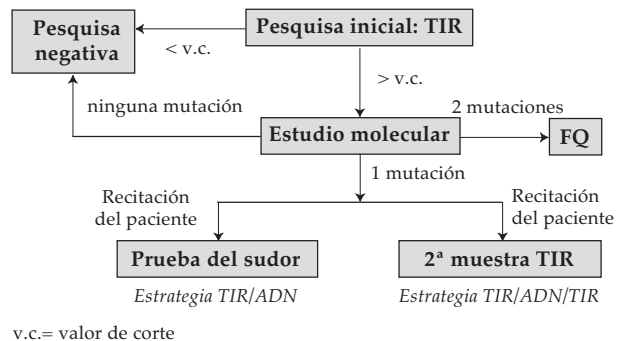 Pesquisa
negativa
Pesquisa inicial: TIR
< v.c.
> v.c.
ninguna mutación
2 mutaciones
Estudio molecular
FQ
1 mutación
Recitación
del paciente
Recitación
del paciente
Prueba del sudor
2ª muestra TIR
Estrategia TIR/ADN
Estrategia TIR/ADN/TIR
v.c.= valor de corte